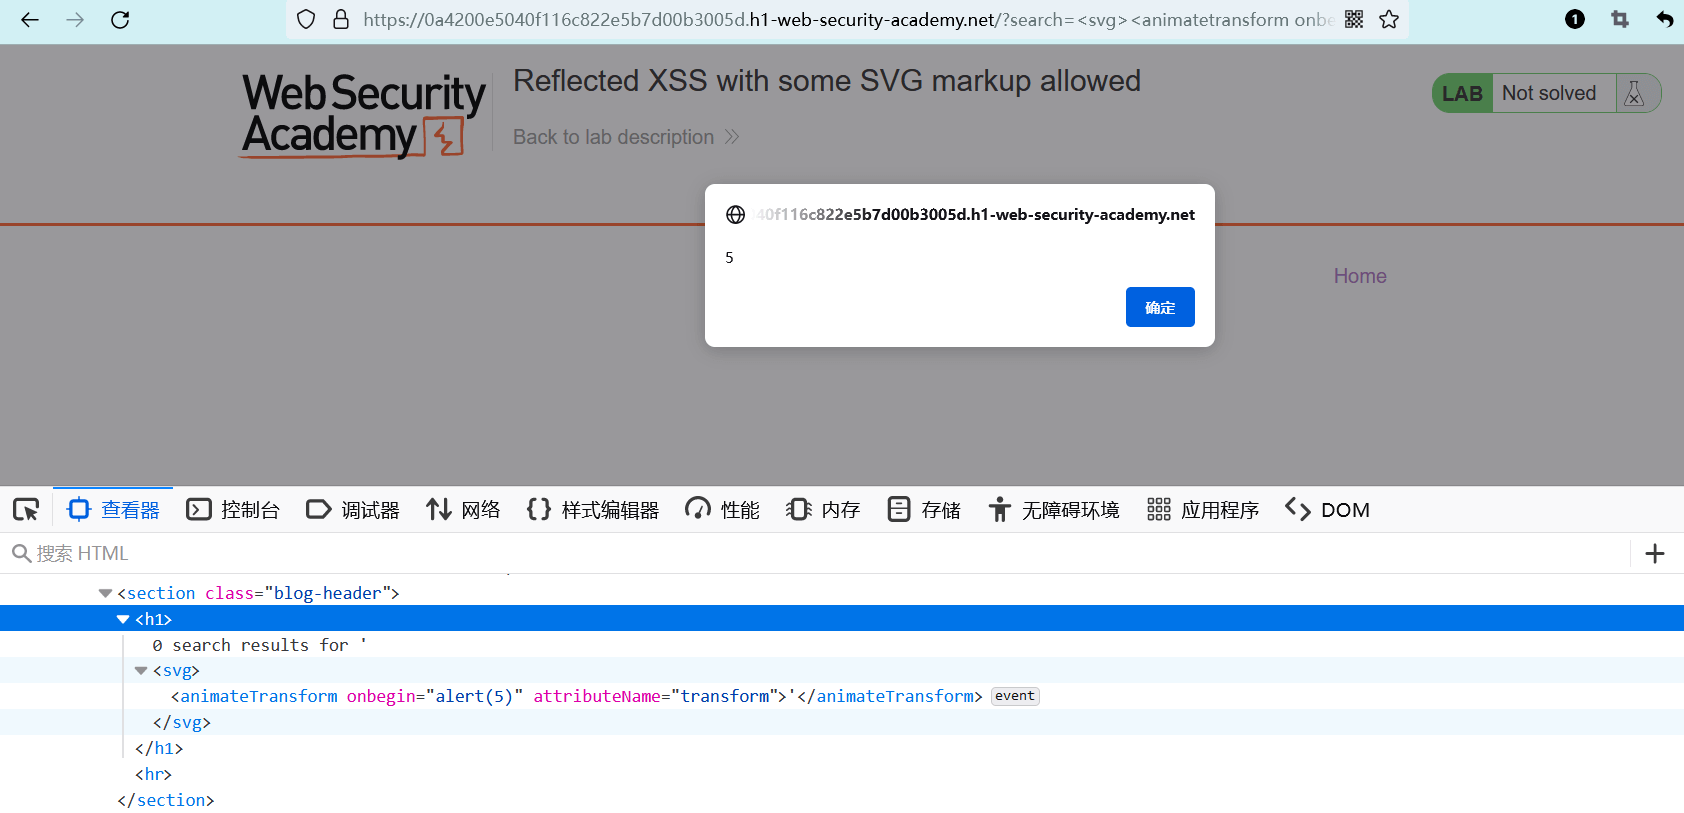 https://0a4200e5040f116c822e5b7d00b3005d.h1-web-security-academy.net/?search=<svg><animatetransform onbe
1
Web Security
Academy
Reflected XSS with some SVG markup allowed
LAB Not solved
Back to lab description
40f116c822e5b7d00b3005d.h1-web-security-academy.net
5
确定
Home
查看器 控制台 调试器 网络 样式编辑器 性能 内存 存储 无障碍环境 应用程序 DOM
搜索 HTML
<section class="blog-header">
<h1>
0 search results for '
<svg>
<animateTransform onbegin="alert(5)" attributeName="transform">'</animateTransform> event
</svg>
</h1>
<hr>
</section>